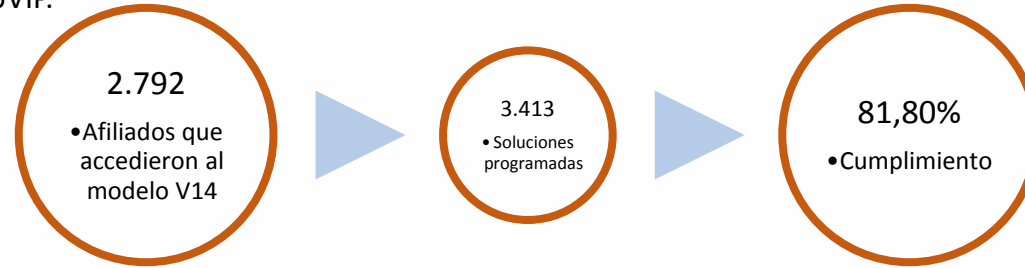 2.792
•Afiliados que
accedieron al
modelo V14
3.413
•Soluciones
programadas
81,80%
•Cumplimiento